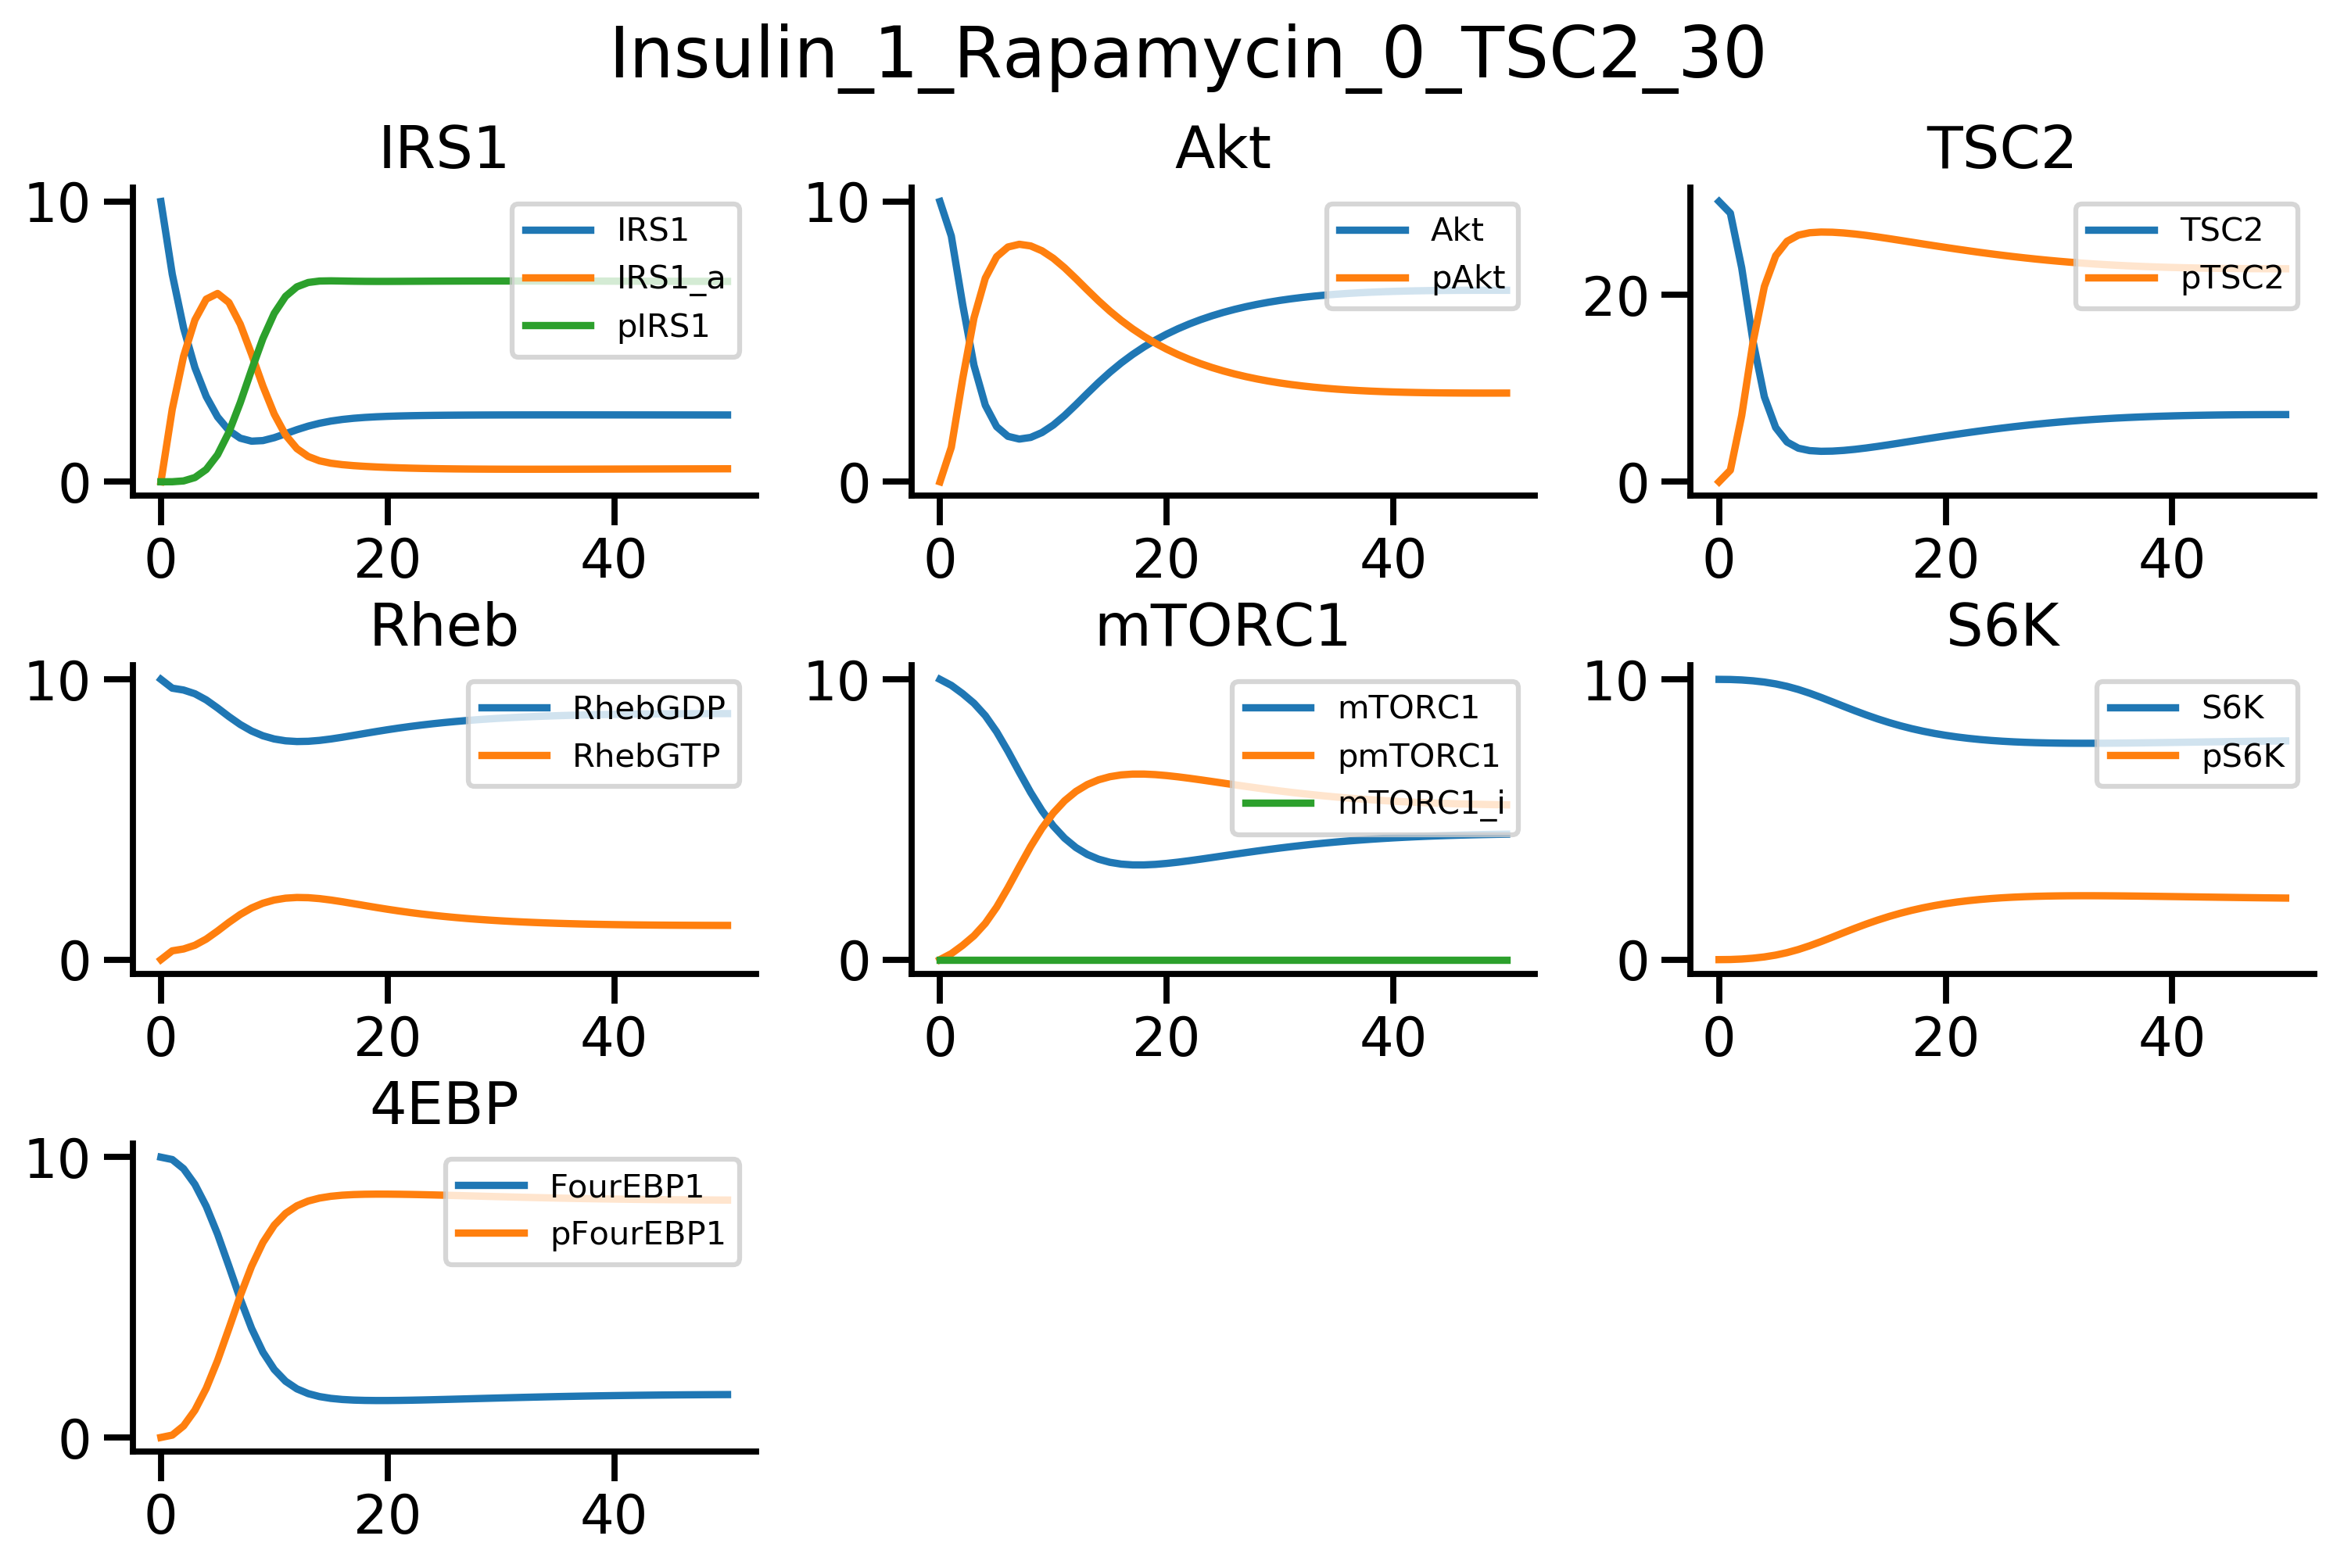 Insulin_1_Rapamycin_0_TSC2_30
IRS1
10
0
0 20 40
IRS1
IRS1_a
pIRS1
Akt
10
0
0 20 40
Akt
pAkt
TSC2
20
0
0 20 40
TSC2
pTSC2
Rheb
10
0
0 20 40
RhebGDP
RhebGTP
mTORC1
10
0
0 20 40
mTORC1
pmTORC1
mTORC1_i
S6K
10
0
0 20 40
S6K
pS6K
4EBP
10
0
0 20 40
FourEBP1
pFourEBP1